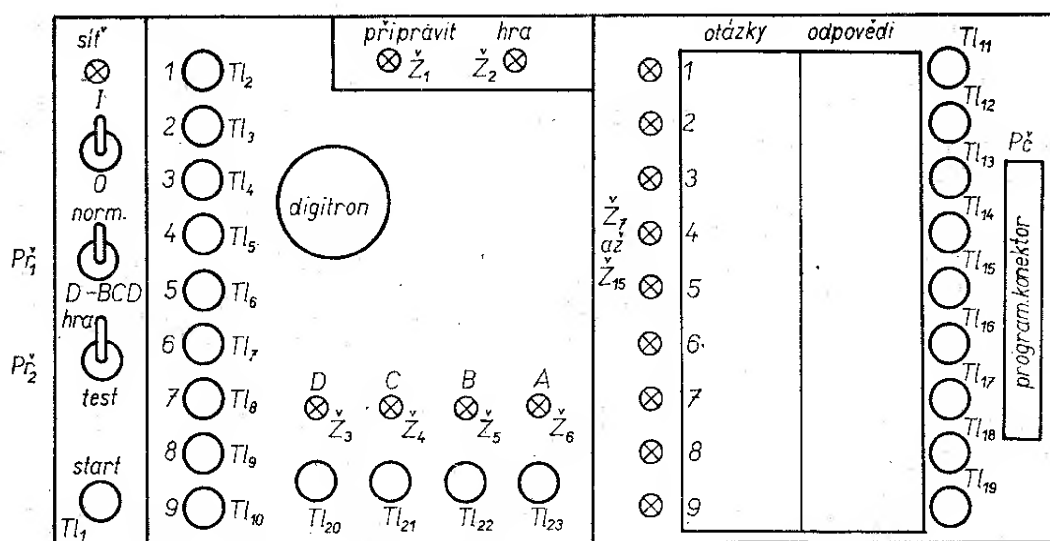 síť
I
0
norm.
Př1
D-BCD
hra
Př2
test
start
Tl1
1 Tl2
2 Tl3
3 Tl4
4 Tl5
5 Tl6
6 Tl7
7 Tl8
8 Tl9
9 Tl10
připrávit hra
Ž1 Ž2
digitron
D C B A
Ž3 Ž4 Ž5 Ž6
Tl20 Tl21 Tl22 Tl23
otázky odpovědi
Ž7
až
Ž15
1
2
3
4
5
6
7
8
9
Tl11
Tl12
Tl13
Tl14
Tl15
Tl16
Tl17
Tl18
Tl19
Pč
program.konektor